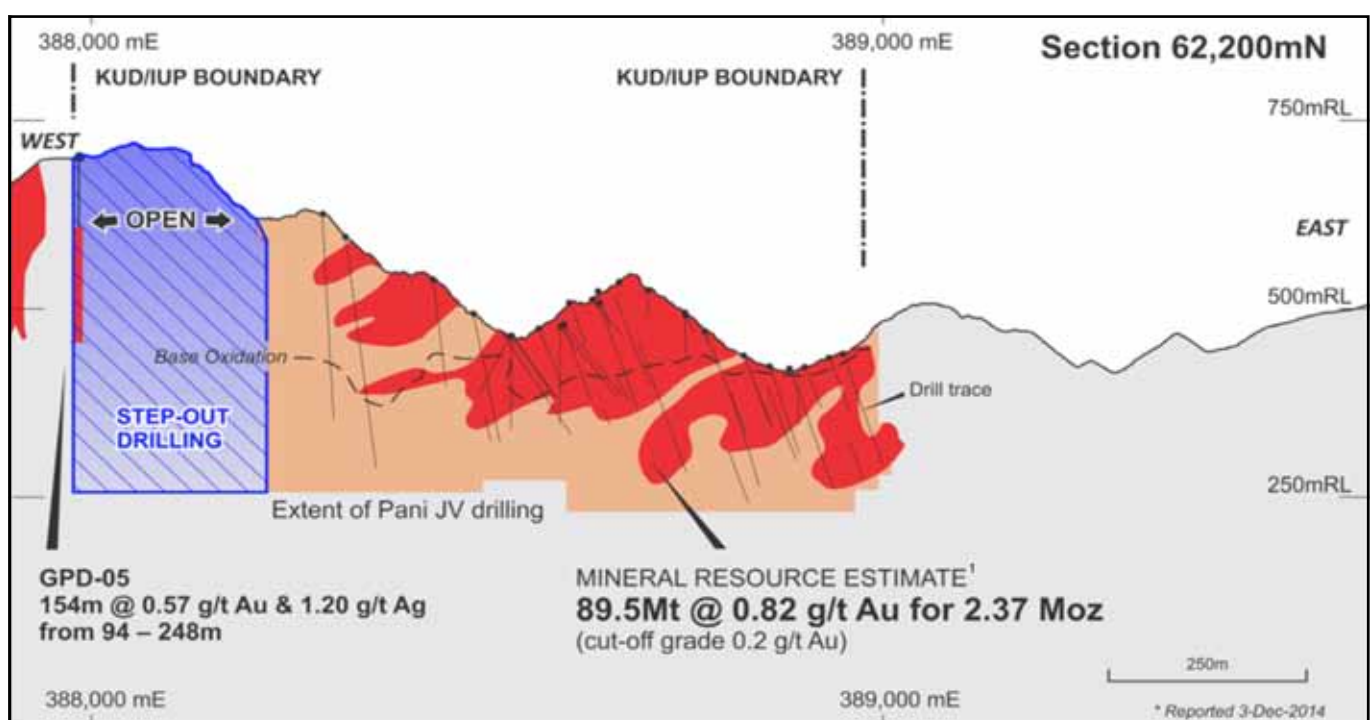 388,000 mE
389,000 mE
Section 62,200mN
KUD/IUP BOUNDARY
KUD/IUP BOUNDARY
750mRL
WEST
OPEN
EAST
500mRL
Base Oxidation
STEP-OUT
DRILLING
Drill trace
250mRL
Extent of Pani JV drilling
GPD-05
154m @ 0.57 g/t Au & 1.20 g/t Ag
from 94 – 248m
MINERAL RESOURCE ESTIMATE¹
89.5Mt @ 0.82 g/t Au for 2.37 Moz
(cut-off grade 0.2 g/t Au)
250m
388,000 mE
389,000 mE
* Reported 3-Dec-2014